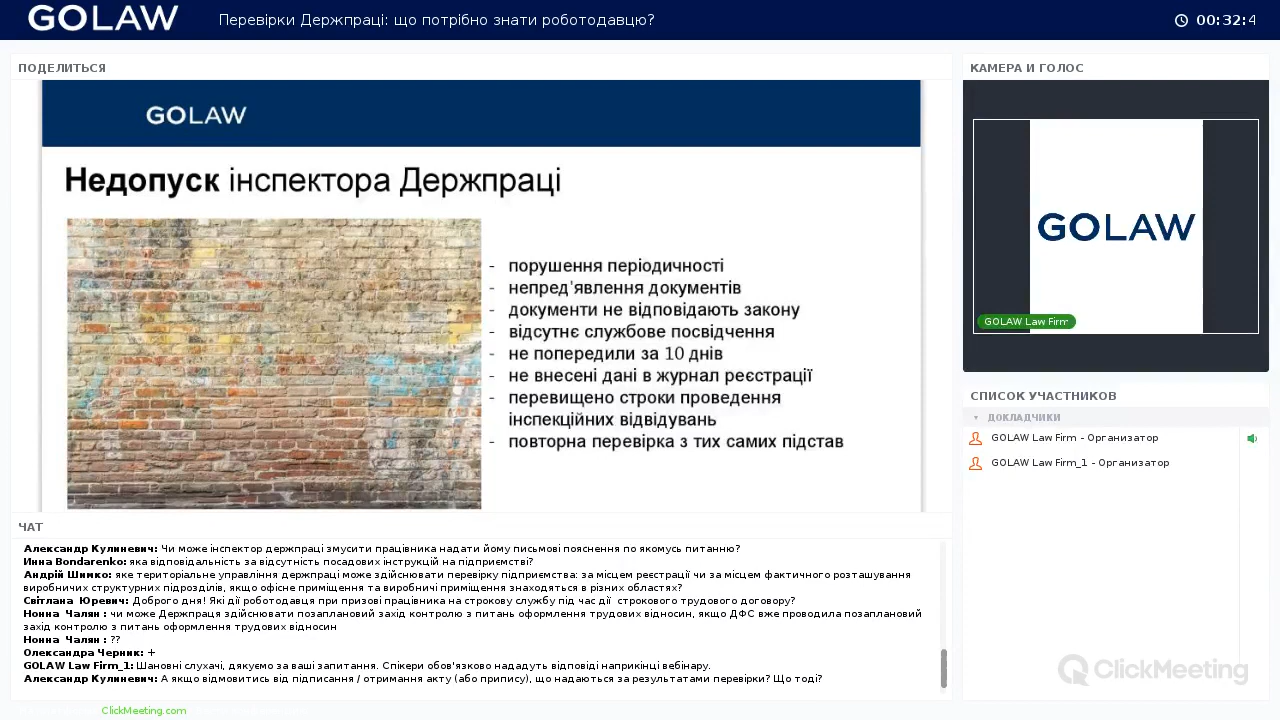 GOLAW
Перевірки Держпраці: що потрібно знати роботодавцю?
00:32:4
ПОДЕЛИТЬСЯ
GOLAW
Недопуск інспектора Держпраці
- порушення періодичності
- непред'явлення документів
- документи не відповідають закону
- відсутнє службове посвідчення
- не попередили за 10 днів
- не внесені дані в журнал реєстрації
- перевищено строки проведення
інспекційних відвідувань
- повторна перевірка з тих самих підстав
КАМЕРА И ГОЛОС
GOLAW
GOLAW Law Firm
СПИСОК УЧАСТНИКОВ
ДОКЛАДЧИКИ
GOLAW Law Firm - Организатор
GOLAW Law Firm_1 - Организатор
ЧАТ
Александр Кулиневич: Чи може інспектор держпраці змусити працівника надати йому письмові пояснення по якомусь питанню?
Инна Bondarenko: яка відповідальність за відсутність посадових інструкцій на підприємстві?
Андрій Шимко: яке територіальне управління держпраці може здійснювати перевірку підприємства: за місцем реєстрації чи за місцем фактичного розташування
виробничих структурних підрозділів, якщо офісне приміщення та виробничі приміщення знаходяться в різних областях?
Світлана Юревич: Доброго дня! Які дії роботодавця при призові працівника на строкову службу під час дії строкового трудового договору?
Нонна Чалян : чи може Держпраця здійснювати позаплановий захід контролю з питань оформлення трудових відносин, якщо ДФС вже проводила позаплановий
захід контролю з питань оформлення трудових відносин
Нонна Чалян : ??
Олександра Черник: +
GOLAW Law Firm_1: Шановні слухачі, дякуємо за ваші запитання. Спікери обов'язково нададуть відповіді наприкінці вебінару.
Александр Кулиневич: А якщо відмовитись від підписання / отримання акту (або припису), що надаються за результатами перевірки? Що тоді?
ClickMeeting
ClickMeeting.com